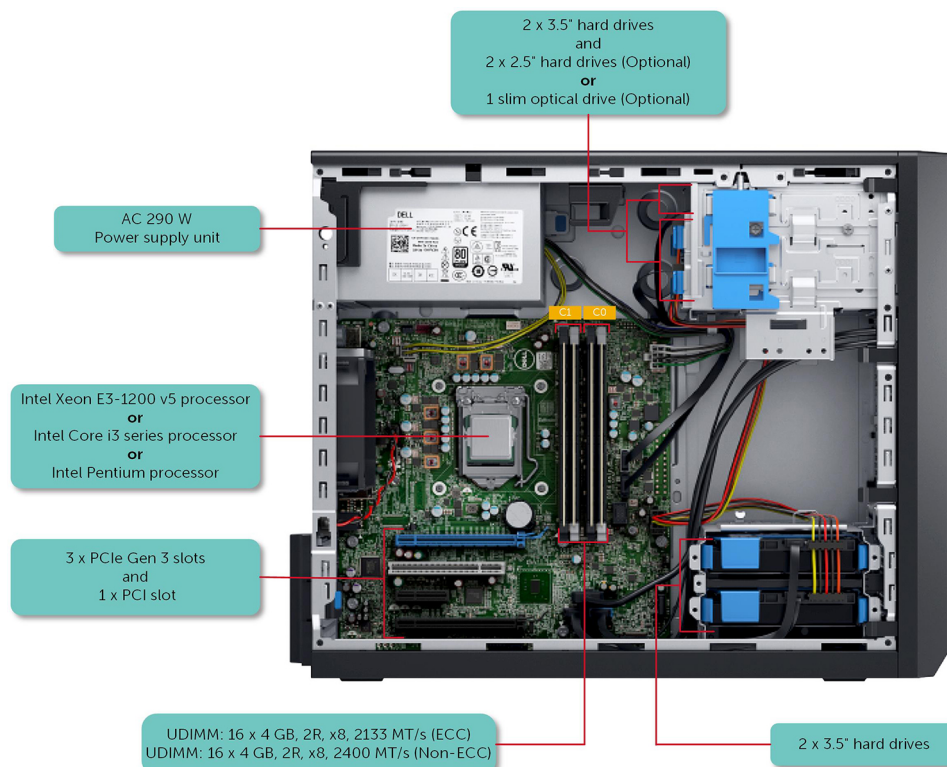 2 x 3.5" hard drives
and
2 x 2.5" hard drives (Optional)
or
1 slim optical drive (Optional)
AC 290 W
Power supply unit
DELL
80
C1
C0
DELL
Intel Xeon E3-1200 v5 processor
or
Intel Core i3 series processor
or
Intel Pentium processor
3 x PCIe Gen 3 slots
and
1 x PCI slot
UDIMM: 16 x 4 GB, 2R, x8, 2133 MT/s (ECC)
UDIMM: 16 x 4 GB, 2R, x8, 2400 MT/s (Non-ECC)
2 x 3.5" hard drives